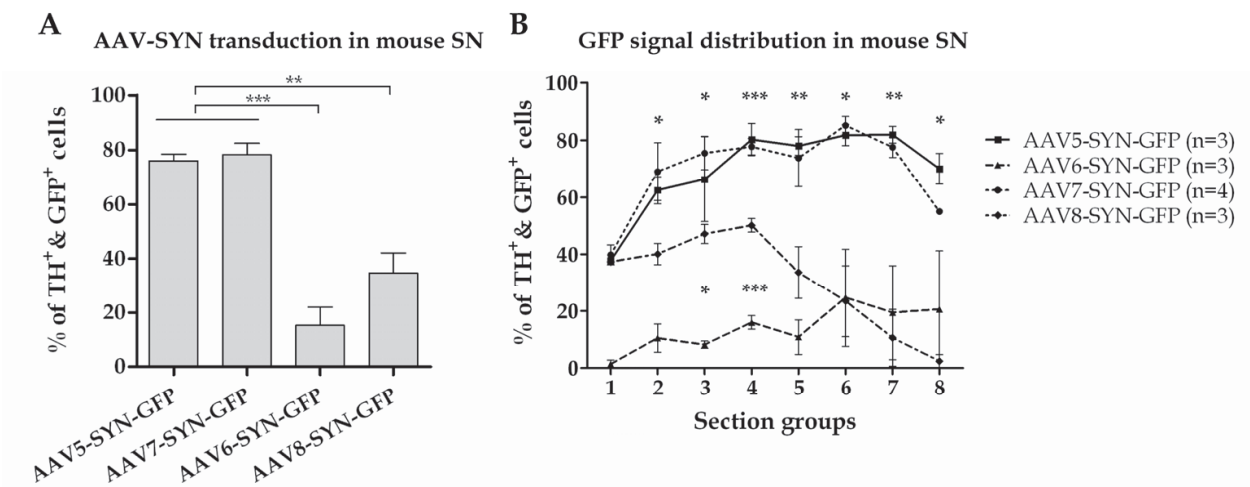 A
AAV-SYN transduction in mouse SN
% of TH+ & GFP+ cells
100
80
60
40
20
0
**
***
AAV5-SYN-GFP
AAV7-SYN-GFP
AAV6-SYN-GFP
AAV8-SYN-GFP
B
GFP signal distribution in mouse SN
% of TH+ & GFP+ cells
100
80
60
40
20
0
* *** ** * **
* *
* ***
1 2 3 4 5 6 7 8
Section groups
AAV5-SYN-GFP (n=3)
AAV6-SYN-GFP (n=3)
AAV7-SYN-GFP (n=4)
AAV8-SYN-GFP (n=3)